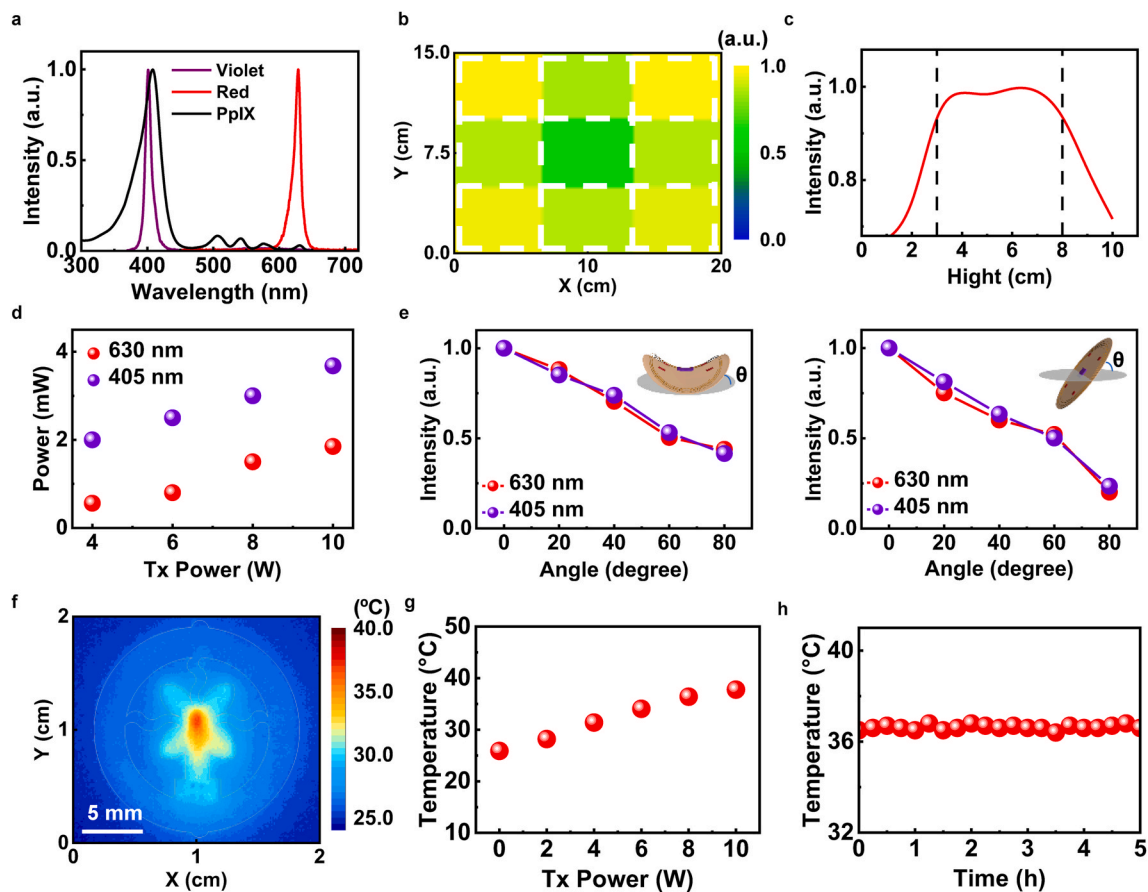 a
Intensity (a.u.)
1.0
0.5
0.0
Violet
Red
PpIX
300 400 500 600 700
Wavelength (nm)
b
(a.u.)
Y (cm)
15.0
7.5
0.0
0 10 20
X (cm)
1.0
0.5
0.0
c
Intensity (a.u.)
1.0
0.8
0 2 4 6 8 10
Hight (cm)
d
Power (mW)
4
2
0
630 nm
405 nm
4 6 8 10
Tx Power (W)
e
Intensity (a.u.)
1.0
0.5
0.0
θ
630 nm
405 nm
0 20 40 60 80
Angle (degree)
Intensity (a.u.)
1.0
0.5
0.0
θ
630 nm
405 nm
0 20 40 60 80
Angle (degree)
f
(ºC)
Y (cm)
2
1
0
5 mm
0 1 2
X (cm)
40.0
35.0
30.0
25.0
g
Temperature (°C)
50
40
30
20
10
0 2 4 6 8 10
Tx Power (W)
h
Temperature (°C)
40
36
32
0 1 2 3 4 5
Time (h)